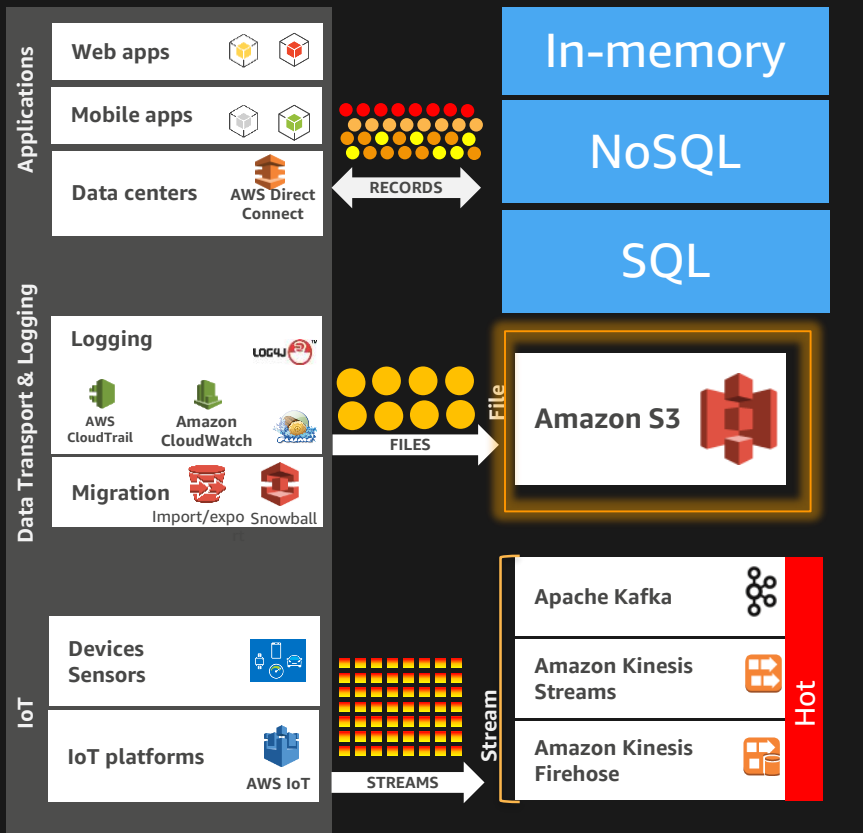 Applications
Web apps
Mobile apps
Data centers
AWS Direct
Connect
RECORDS
In-memory
NoSQL
SQL
Data Transport & Logging
Logging
LOG4J™
AWS
CloudTrail
Amazon
CloudWatch
Migration
Import/expo
rt
Snowball
FILES
File
Amazon S3
IoT
Devices
Sensors
IoT platforms
AWS IoT
STREAMS
Stream
Apache Kafka
Amazon Kinesis
Streams
Amazon Kinesis
Firehose
Hot